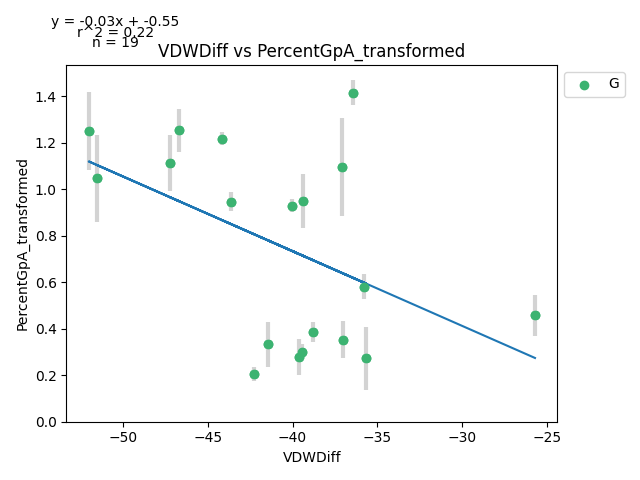 y = -0.03x + -0.55
r^2 = 0.22
n = 19
VDWDiff vs PercentGpA_transformed
G
PercentGpA_transformed
1.4
1.2
1.0
0.8
0.6
0.4
0.2
0.0
−50
−45
−40
−35
−30
−25
VDWDiff